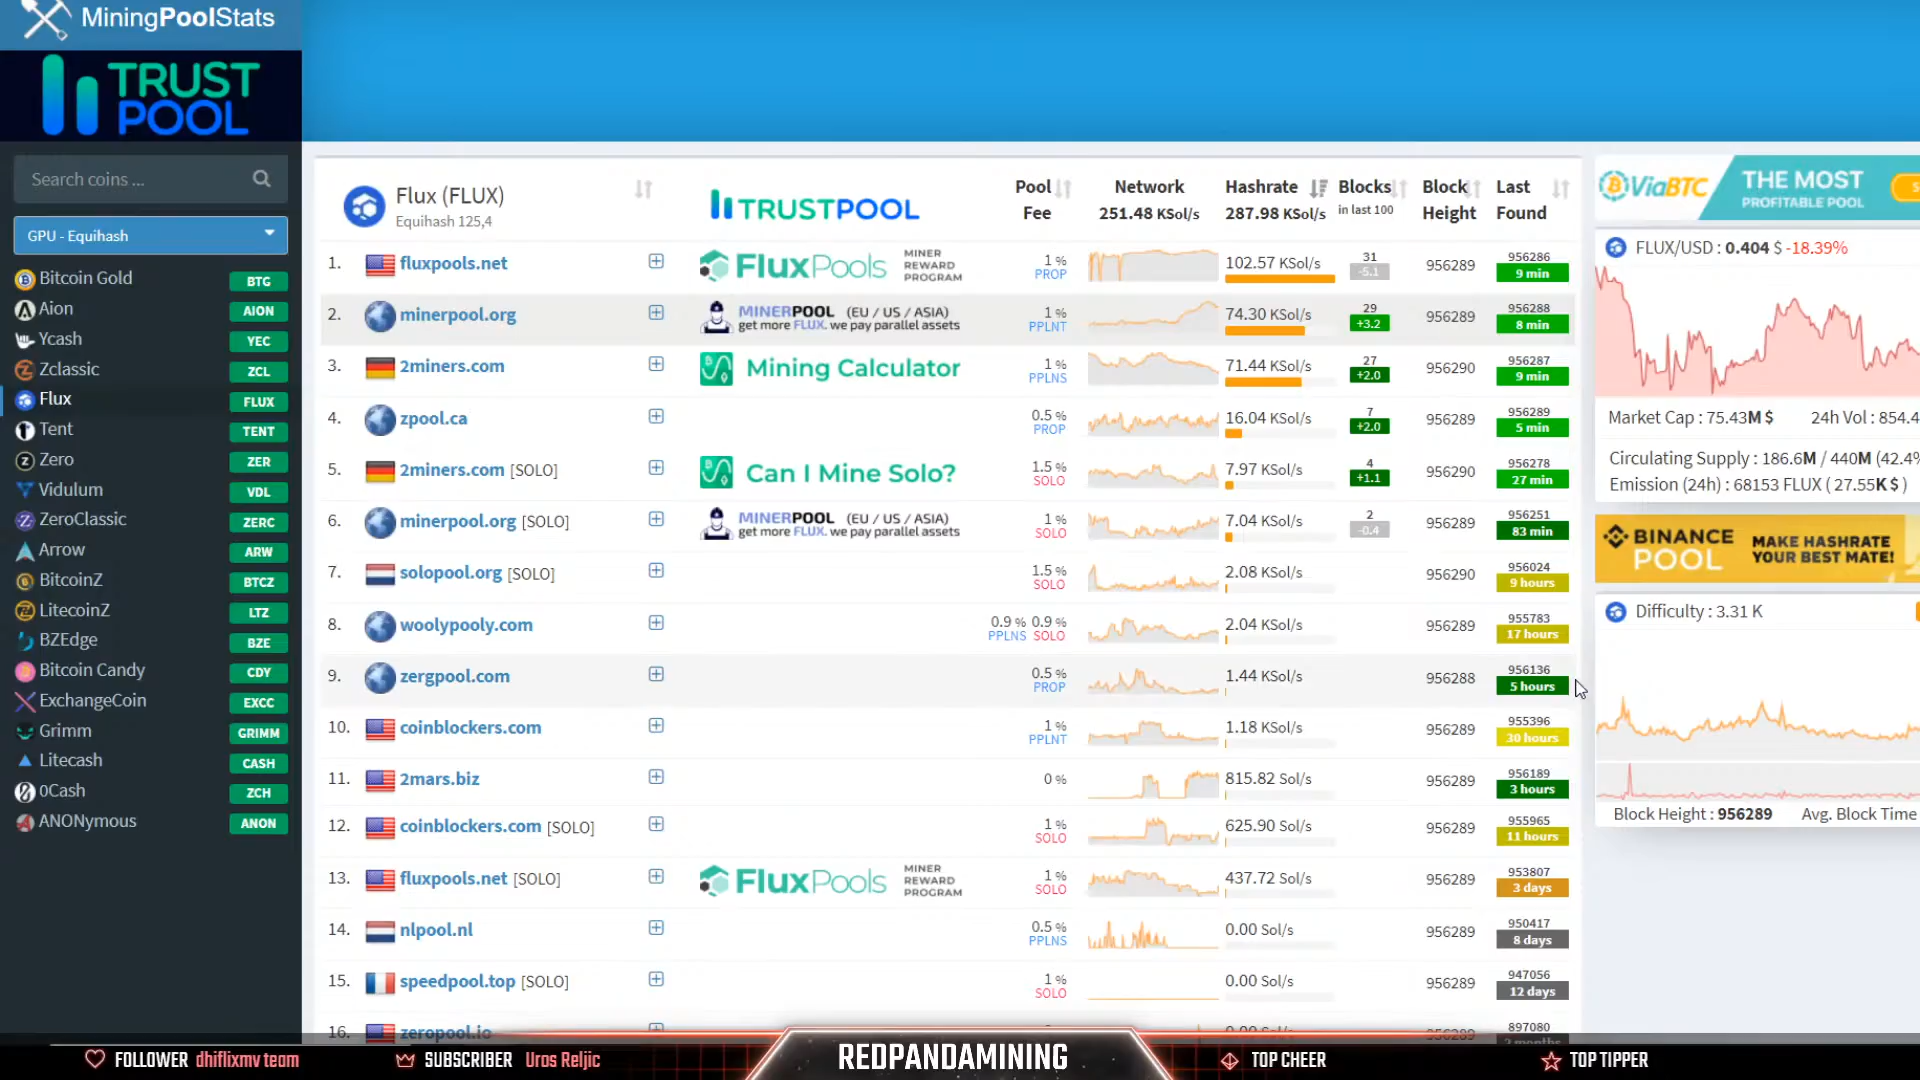 MiningPoolStats
TRUST
POOL
Search coins ...
GPU - Equihash
Bitcoin Gold BTG
Aion AION
Ycash YEC
Zclassic ZCL
Flux FLUX
Tent TENT
Zero ZER
Vidulum VDL
ZeroClassic ZERC
Arrow ARW
BitcoinZ BTCZ
LitecoinZ LTZ
BZEdge BZE
Bitcoin Candy CDY
ExchangeCoin EXCC
Grimm GRIMM
Litecash CASH
0Cash ZCH
ANONymous ANON
Flux (FLUX)
Equihash 125,4
TRUSTPOOL
Pool Fee
Network 251.48 KSol/s
Hashrate 287.98 KSol/s
Blocks in last 100
Block Height
Last Found
1. fluxpools.net FluxPools MINER REWARD PROGRAM 1 % PROP 102.57 KSol/s 31 -5.1 956289 956286 9 min
2. minerpool.org MINERPOOL (EU / US / ASIA) get more FLUX. we pay parallel assets 1 % PPLNT 74.30 KSol/s 29 +3.2 956289 956288 8 min
3. 2miners.com Mining Calculator 1 % PPLNS 71.44 KSol/s 27 +2.0 956290 956287 9 min
4. zpool.ca 0.5 % PROP 16.04 KSol/s 7 +2.0 956289 956289 5 min
5. 2miners.com [SOLO] Can I Mine Solo? 1.5 % SOLO 7.97 KSol/s 4 +1.1 956290 956278 27 min
6. minerpool.org [SOLO] MINERPOOL (EU / US / ASIA) get more FLUX. we pay parallel assets 1 % SOLO 7.04 KSol/s 2 -0.4 956289 956251 83 min
7. solopool.org [SOLO] 1.5 % SOLO 2.08 KSol/s 956290 956024 9 hours
8. woolypooly.com 0.9 % 0.9 % PPLNS SOLO 2.04 KSol/s 956289 955783 17 hours
9. zergpool.com 0.5 % PROP 1.44 KSol/s 956288 956136 5 hours
10. coinblockers.com 1 % PPLNT 1.18 KSol/s 956289 955396 30 hours
11. 2mars.biz 0 % 815.82 Sol/s 956289 956189 3 hours
12. coinblockers.com [SOLO] 1 % SOLO 625.90 Sol/s 956289 955965 11 hours
13. fluxpools.net [SOLO] FluxPools MINER REWARD PROGRAM 1 % SOLO 437.72 Sol/s 956289 953807 3 days
14. nlpool.nl 0.5 % PPLNS 0.00 Sol/s 956289 950417 8 days
15. speedpool.top [SOLO] 1 % SOLO 0.00 Sol/s 956289 947056 12 days
16. zeropool.io 0.00 Sol/s 956289 897080 2 months
ViaBTC THE MOST
PROFITABLE POOL
FLUX/USD : 0.404 $ -18.39%
Market Cap : 75.43M $ 24h Vol : 854.4
Circulating Supply : 186.6M / 440M (42.4%
Emission (24h) : 68153 FLUX ( 27.55K $ )
BINANCE POOL MAKE HASHRATE
YOUR BEST MATE!
Difficulty : 3.31 K
Block Height : 956289 Avg. Block Time
FOLLOWER dhiflixmv team
SUBSCRIBER Uros Reljic
REDPANDAMINING
TOP CHEER
TOP TIPPER